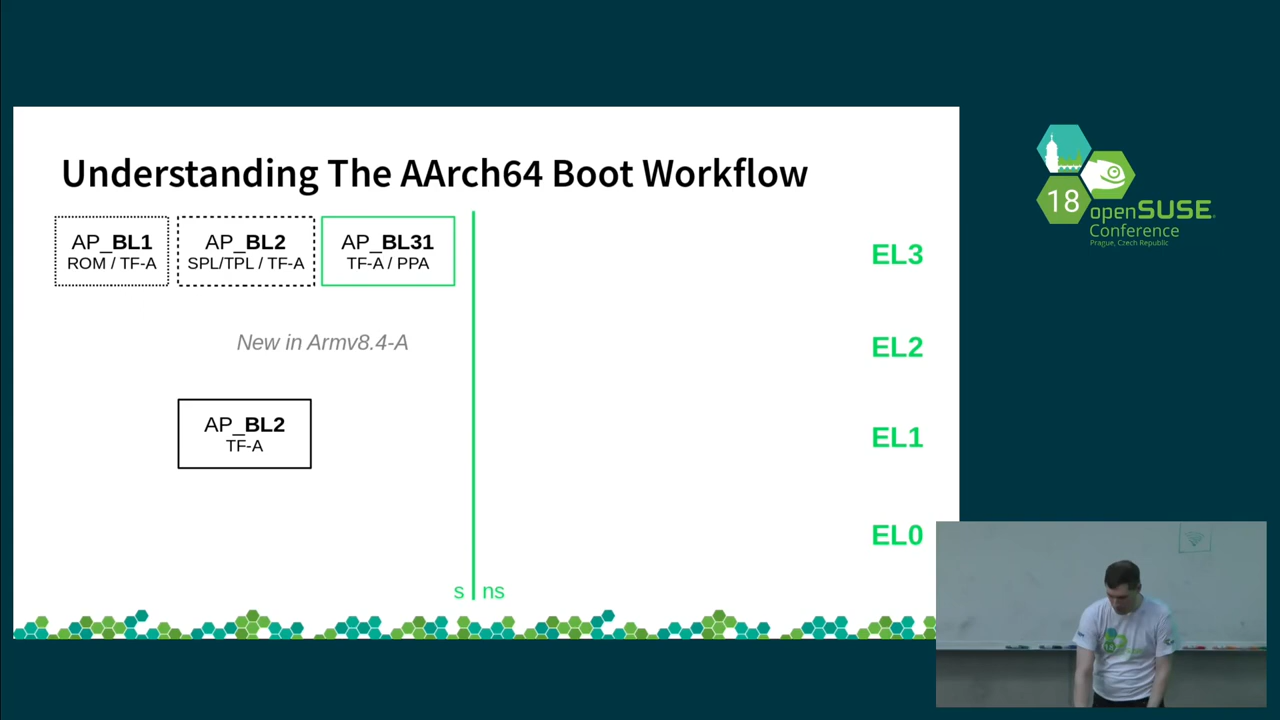 Understanding The AArch64 Boot Workflow
AP_BL1
ROM / TF-A
AP_BL2
SPL/TPL / TF-A
AP_BL31
TF-A / PPA
EL3
New in Armv8.4-A
EL2
AP_BL2
TF-A
EL1
EL0
s
ns
18
openSUSE
Conference
Prague, Czech Republic
18